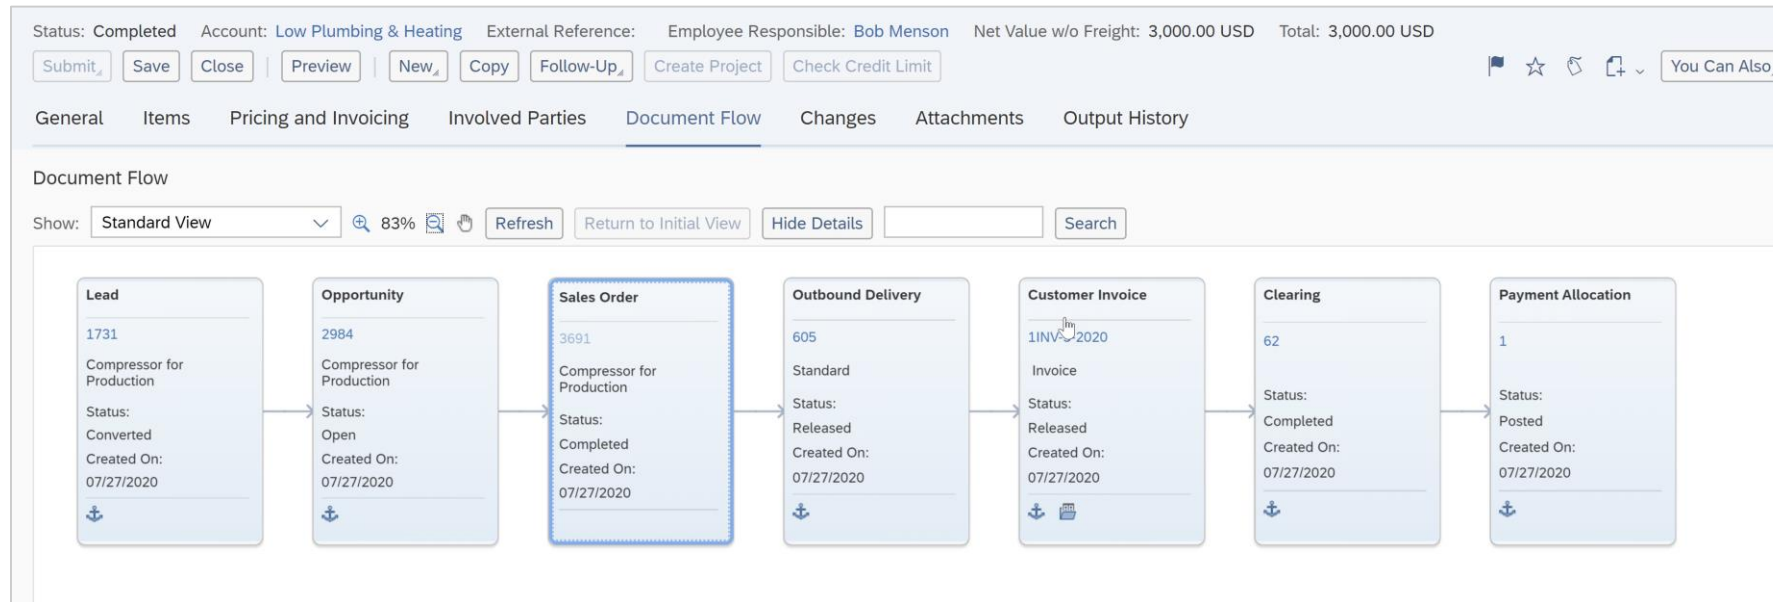 Status: Completed Account: Low Plumbing & Heating External Reference: Employee Responsible: Bob Menson Net Value w/o Freight: 3,000.00 USD Total: 3,000.00 USD
Submit Save Close Preview New Copy Follow-Up Create Project Check Credit Limit You Can Also
General Items Pricing and Invoicing Involved Parties Document Flow Changes Attachments Output History
Document Flow
Show: Standard View 83% Refresh Return to Initial View Hide Details Search
Lead
1731
Compressor for
Production
Status:
Converted
Created On:
07/27/2020
Opportunity
2984
Compressor for
Production
Status:
Open
Created On:
07/27/2020
Sales Order
3691
Compressor for
Production
Status:
Completed
Created On:
07/27/2020
Outbound Delivery
605
Standard
Status:
Released
Created On:
07/27/2020
Customer Invoice
Invoice
Status:
Released
Created On:
07/27/2020
Clearing
62
Status:
Completed
Created On:
07/27/2020
Payment Allocation
1
Status:
Posted
Created On:
07/27/2020